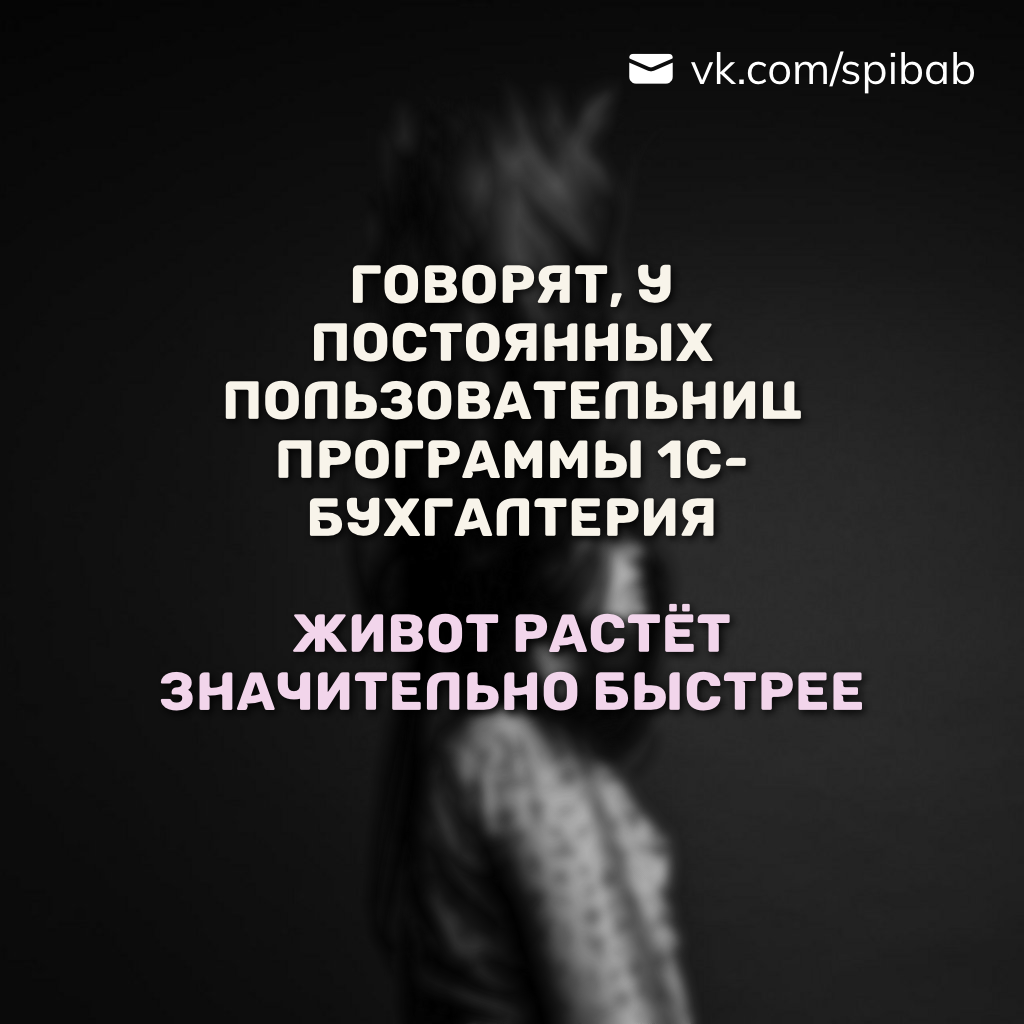 vk.com/spibab
ГОВОРЯТ, У
ПОСТОЯННЫХ
ПОЛЬЗОВАТЕЛЬНИЦ
ПРОГРАММЫ 1С-
БУХГАЛТЕРИЯ
ЖИВОТ РАСТЁТ
ЗНАЧИТЕЛЬНО БЫСТРЕЕ